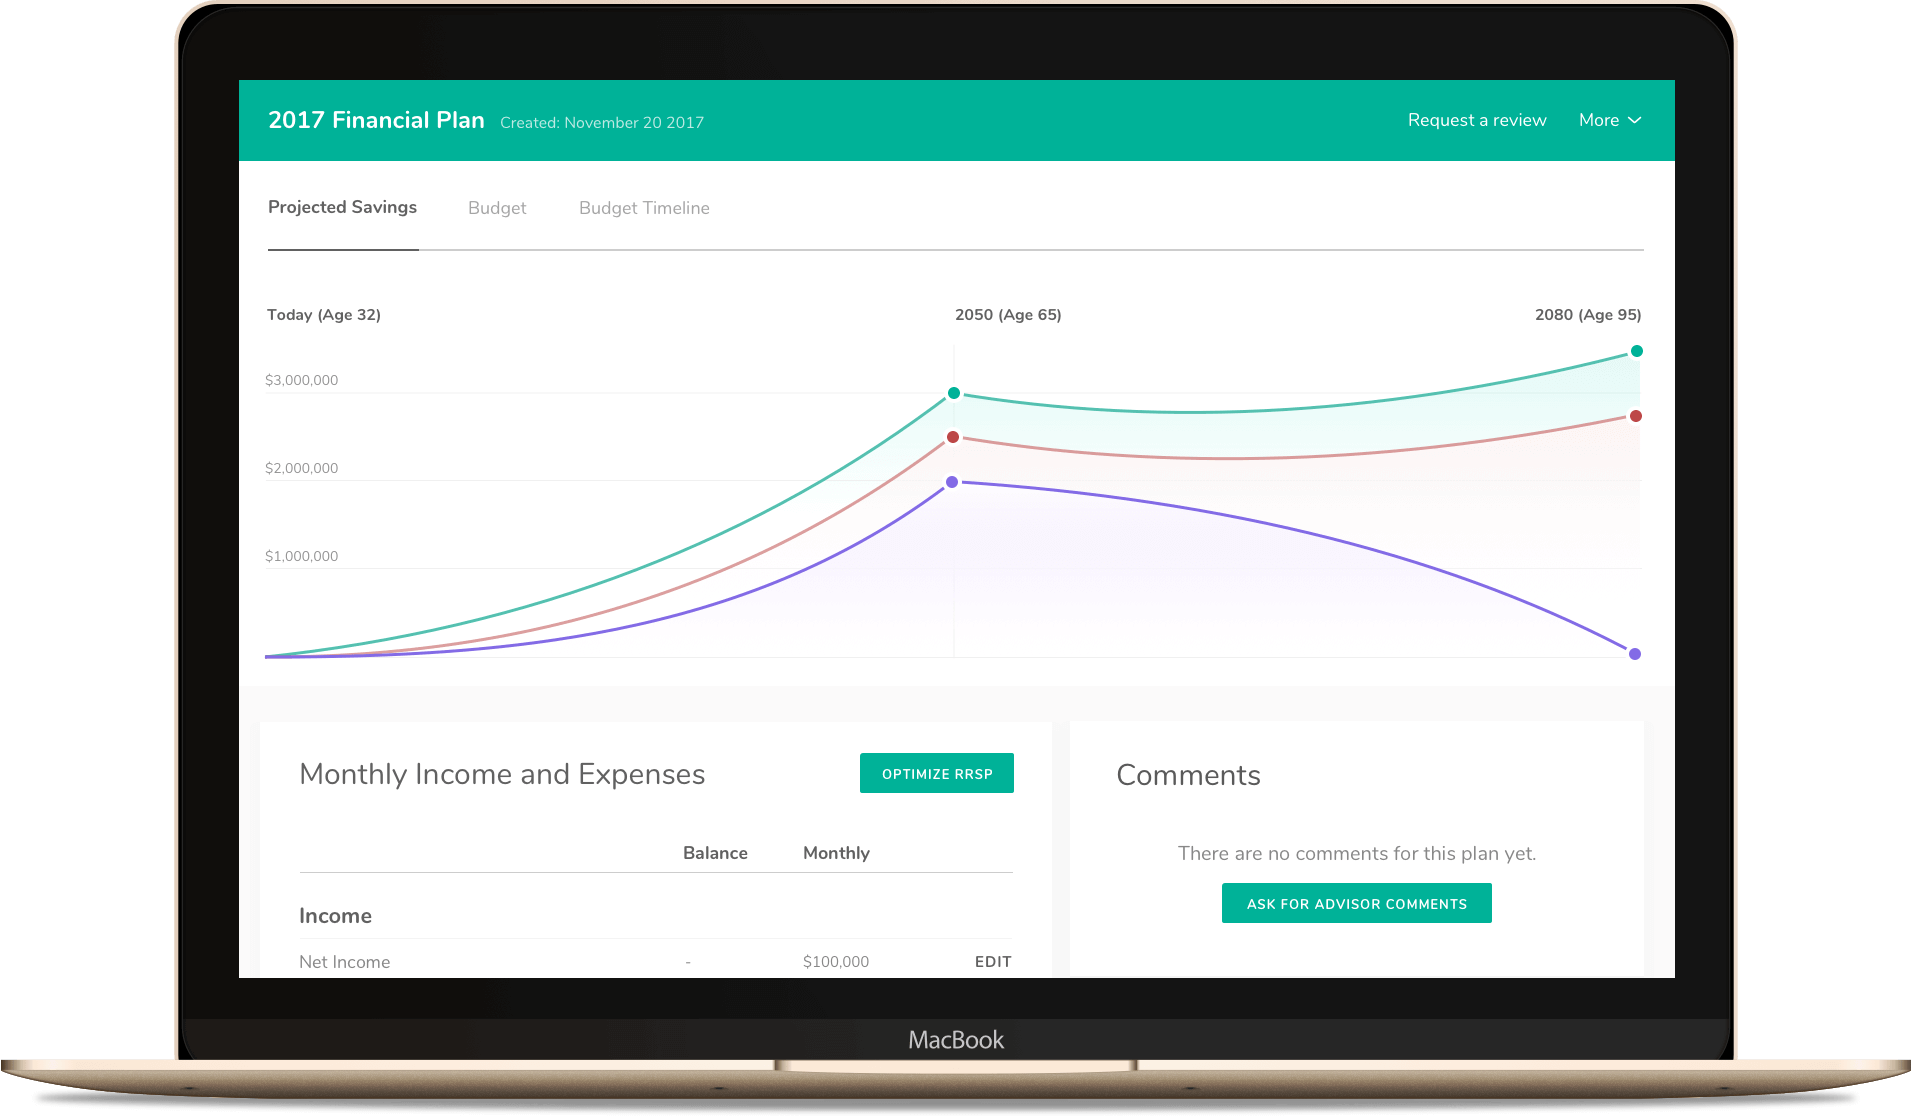 2017 Financial Plan Created: November 20 2017 Request a review More
Projected Savings Budget Budget Timeline
Today (Age 32) 2050 (Age 65) 2080 (Age 95)
$3,000,000
$2,000,000
$1,000,000
Monthly Income and Expenses OPTIMIZE RRSP
Balance Monthly
Income
Net Income - $100,000 EDIT
Comments
There are no comments for this plan yet.
ASK FOR ADVISOR COMMENTS
MacBook